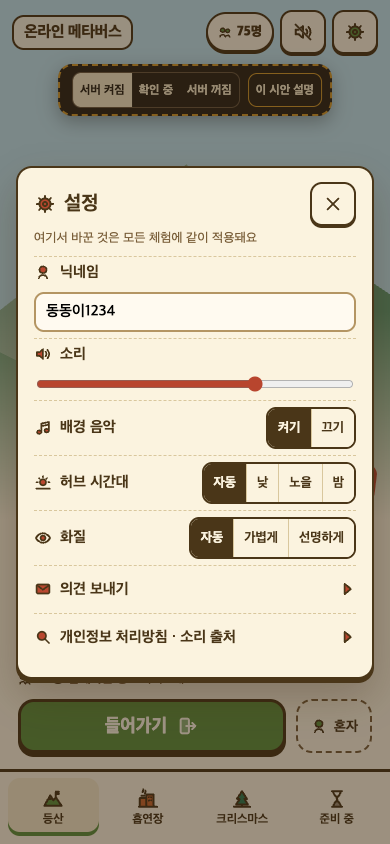 온라인 메타버스
75명
서버 켜짐
확인 중
서버 꺼짐
이 시안 설명
설정
여기서 바꾼 것은 모든 체험에 같이 적용돼요
닉네임
동동이1234
소리
배경 음악
켜기
끄기
허브 시간대
자동
낮
노을
밤
화질
자동
가볍게
선명하게
의견 보내기
개인정보 처리방침 · 소리 출처
들어가기
혼자
등산
흡연장
크리스마스
준비 중